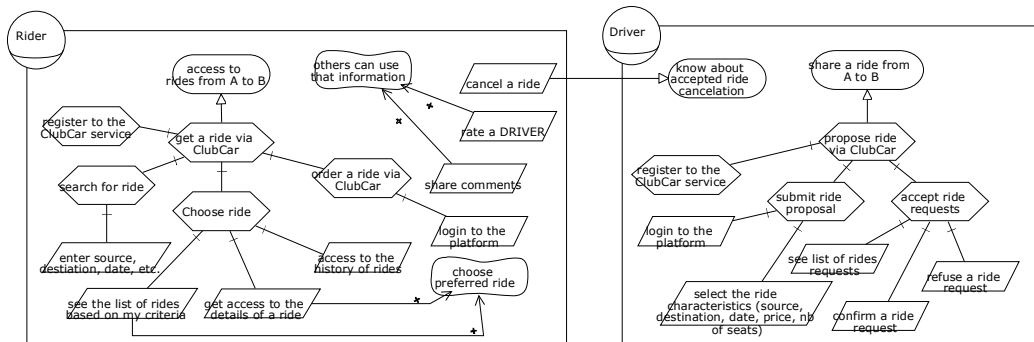 Rider
access to
rides from A to B
others can use
that information
cancel a ride
register to the
ClubCar service
get a ride via
ClubCar
rate a DRIVER
search for ride
order a ride via
ClubCar
share comments
Choose ride
login to the
platform
enter source,
destiation, date, etc.
access to the
history of rides
choose
preferred ride
see the list of rides
based on my criteria
get access to the
details of a ride
Driver
know about
accepted ride
cancelation
share a ride from
A to B
propose ride
via ClubCar
register to the
ClubCar service
submit ride
proposal
accept ride
requests
login to the
platform
see list of rides
requests
refuse a ride
request
select the ride
characteristics (source,
destination, date, price, nb
of seats)
confirm a ride
request